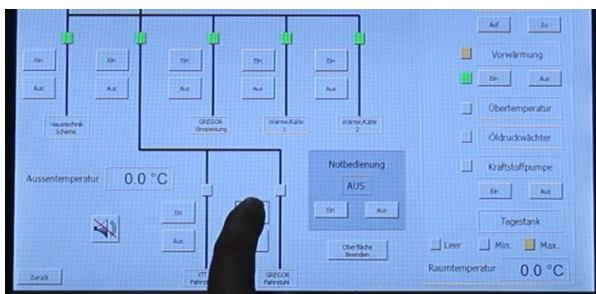 Auf Zu
Vorwärmung
Ein Ein Ein Ein Ein
Ein Aus
Aus Aus Aus Aus Aus
Übertemperatur
Haustechnik
Schiene
GREGOR
Einspeisung
Wärme/Kälte
1
Wärme/Kälte
2
Öldruckwächter
Kraftstoffpumpe
Ein Aus
Notbedienung
AUS
Ein Aus
Aussentemperatur 0.0 °C
Ein
Aus
Tagestank
Leer Min. Max.
Oberfläche
Beenden
Raumtemperatur 0.0 °C
Zurück
VTT
GREGOR
Fahrstuhl